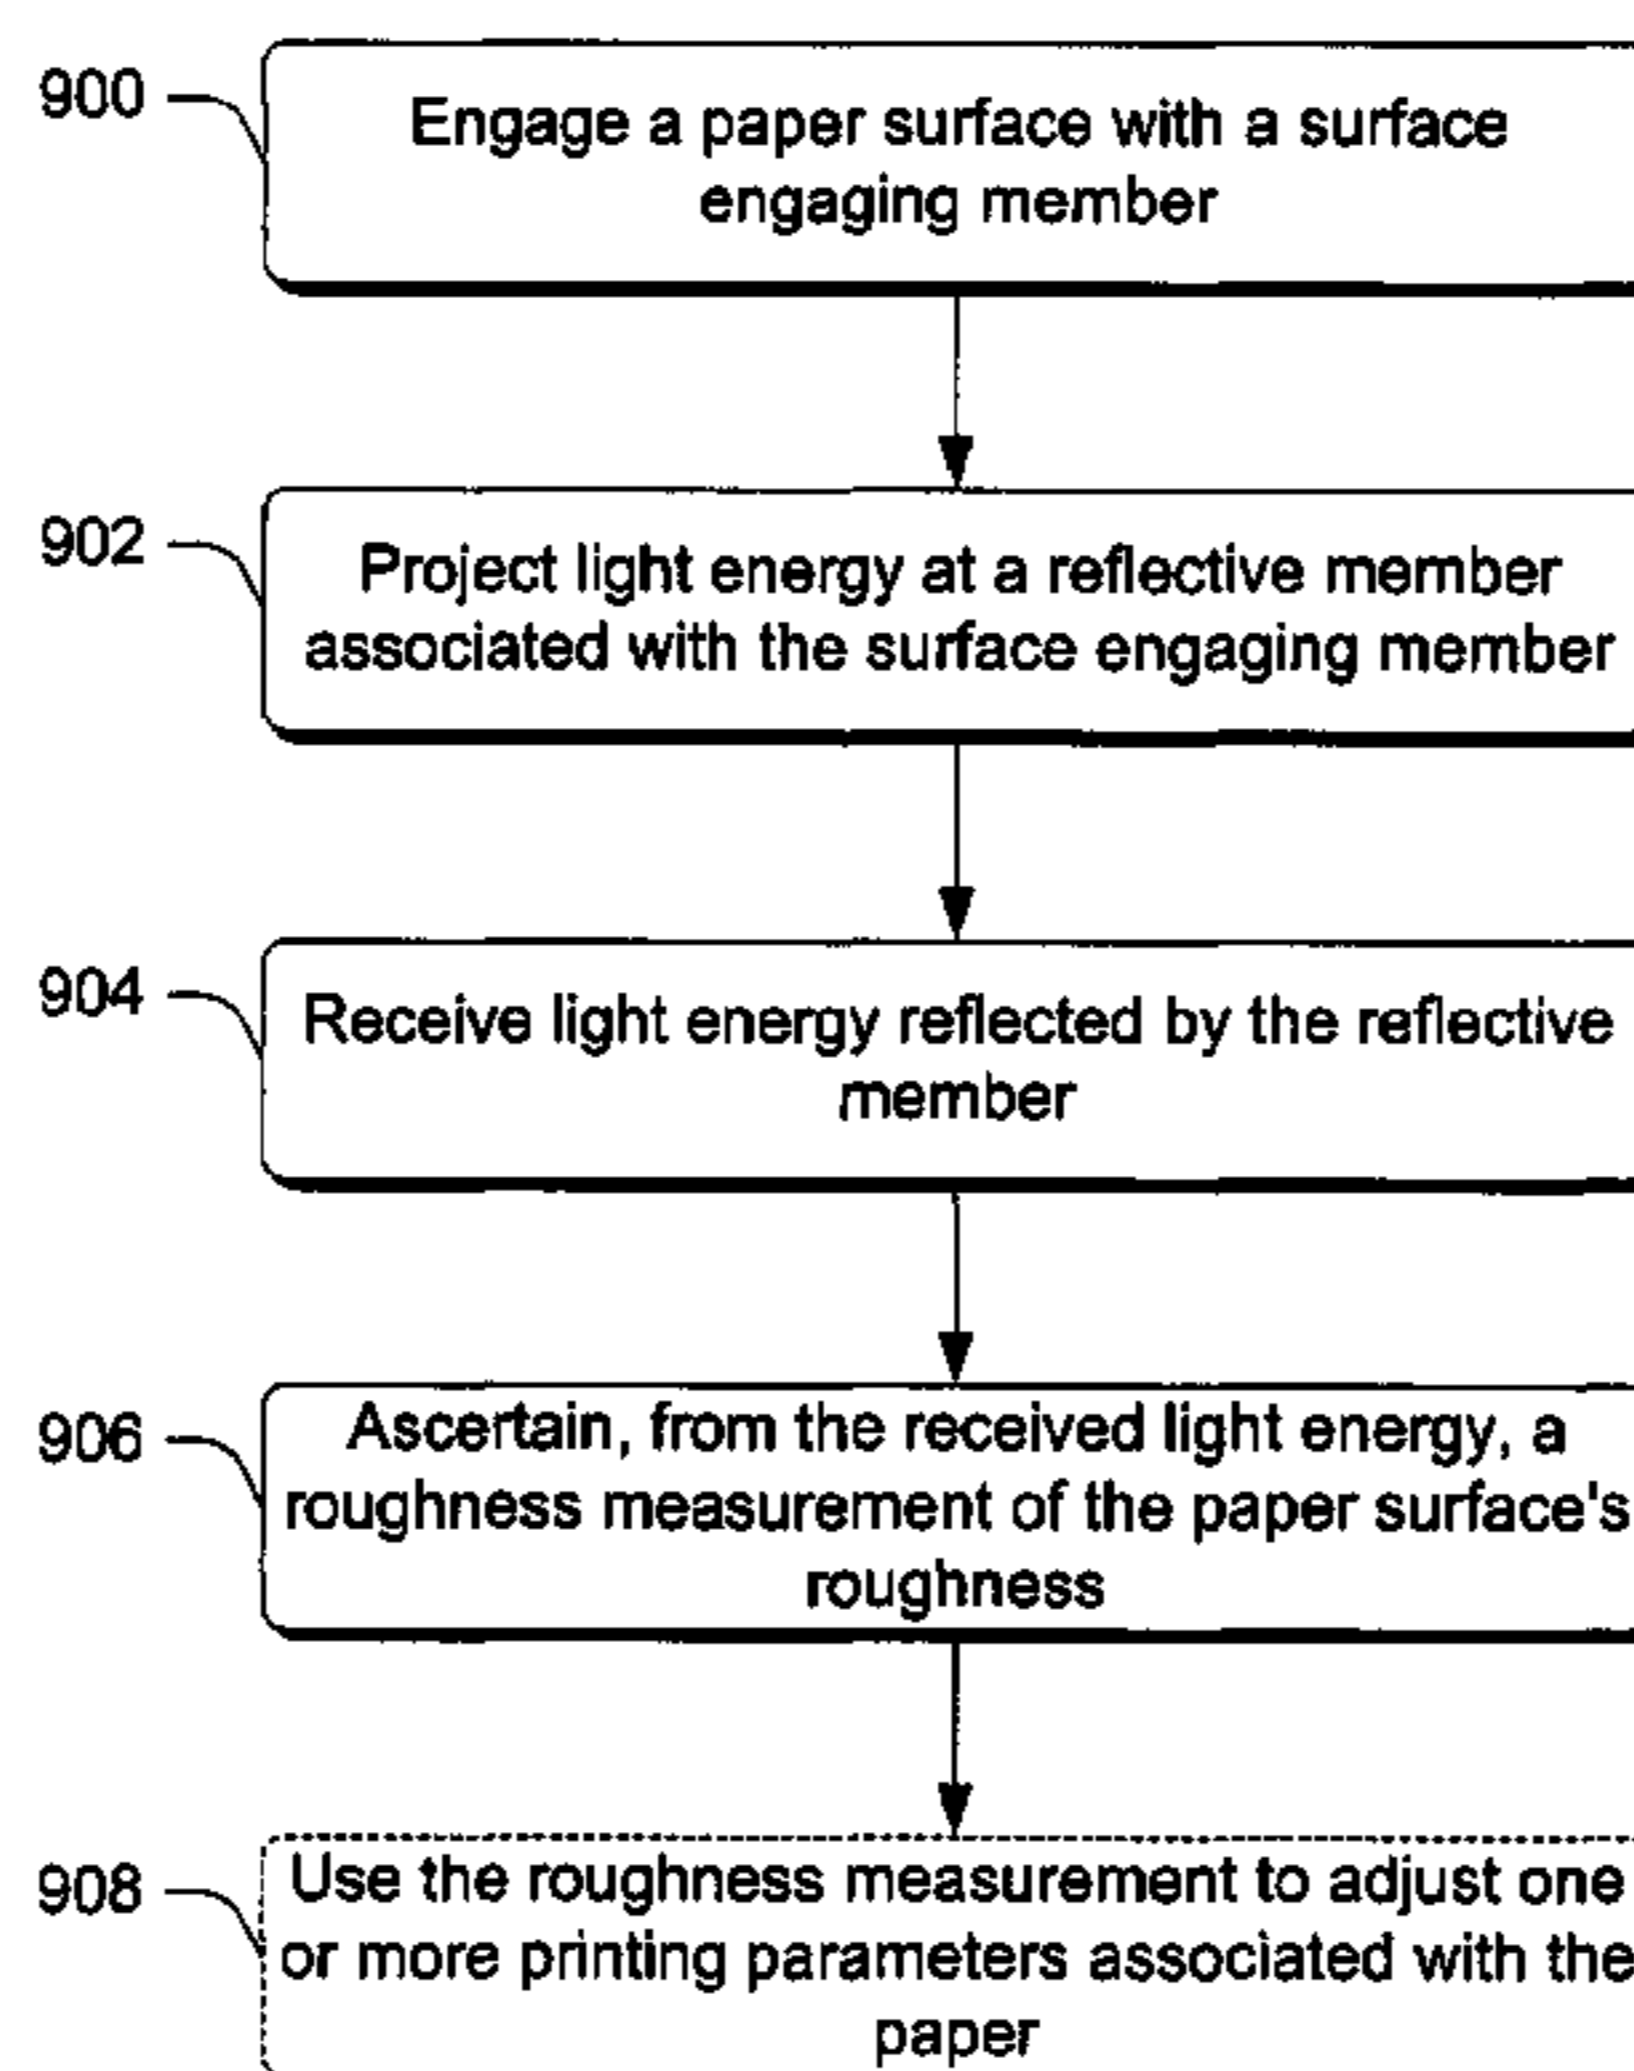 900
Engage a paper surface with a surface
engaging member
902
Project light energy at a reflective member
associated with the surface engaging member
904
Receive light energy reflected by the reflective
member
906
Ascertain, from the received light energy, a
roughness measurement of the paper surface's
roughness
908
Use the roughness measurement to adjust one
or more printing parameters associated with the
paper